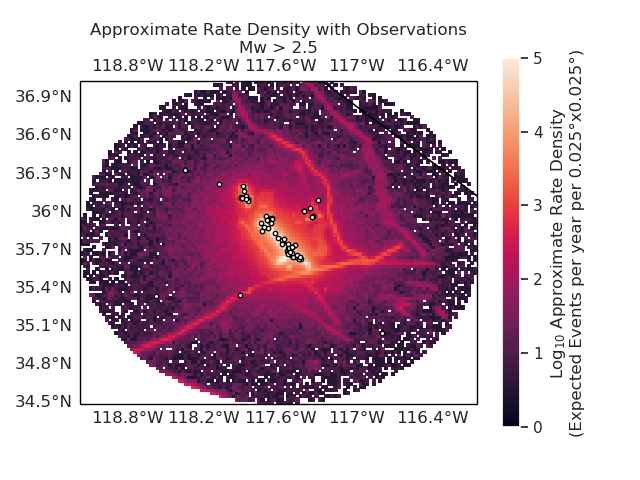 Approximate Rate Density with Observations
Mw > 2.5
118.8°W 118.2°W 117.6°W 117°W 116.4°W
36.9°N
36.6°N
36.3°N
36°N
35.7°N
35.4°N
35.1°N
34.8°N
34.5°N
118.8°W 118.2°W 117.6°W 117°W 116.4°W
5
4
3
2
1
0
Log₁₀ Approximate Rate Density
(Expected Events per year per 0.025°x0.025°)